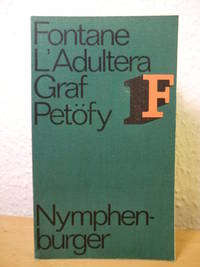 Fontane
L'Adultera
Graf
Petöfy
1F
Nymphen-
burger